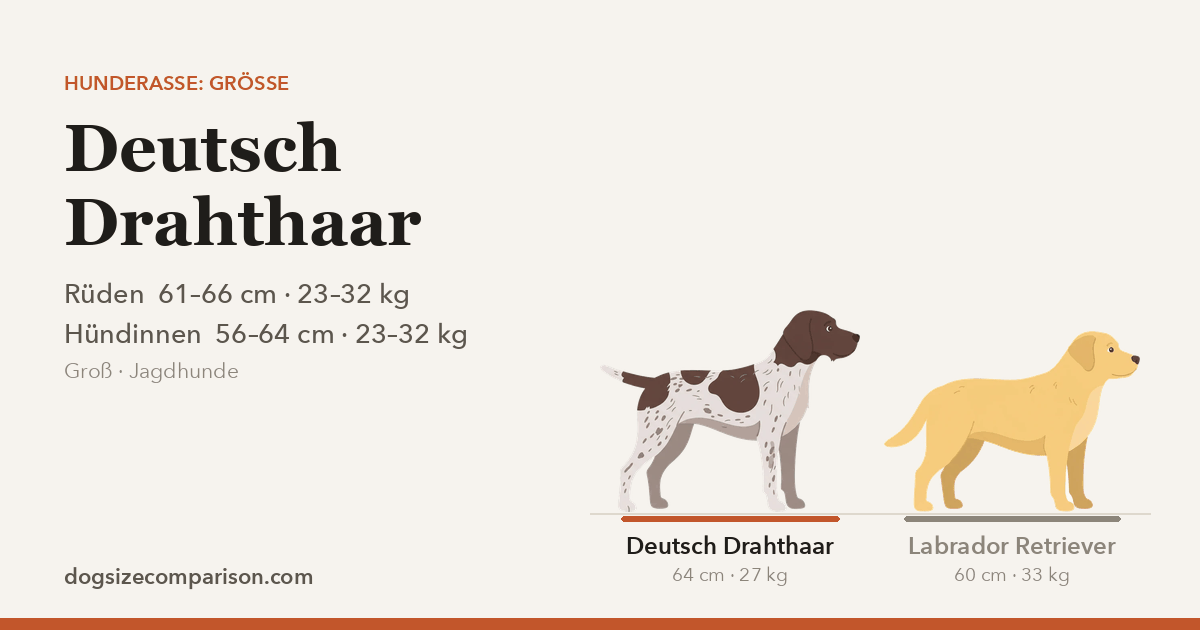 HUNDERASSE: GRÖSSE
Deutsch
Drahthaar
Rüden 61–66 cm · 23–32 kg
Hündinnen 56–64 cm · 23–32 kg
Groß · Jagdhunde
Deutsch Drahthaar
64 cm · 27 kg
Labrador Retriever
60 cm · 33 kg
dogsizecomparison.com